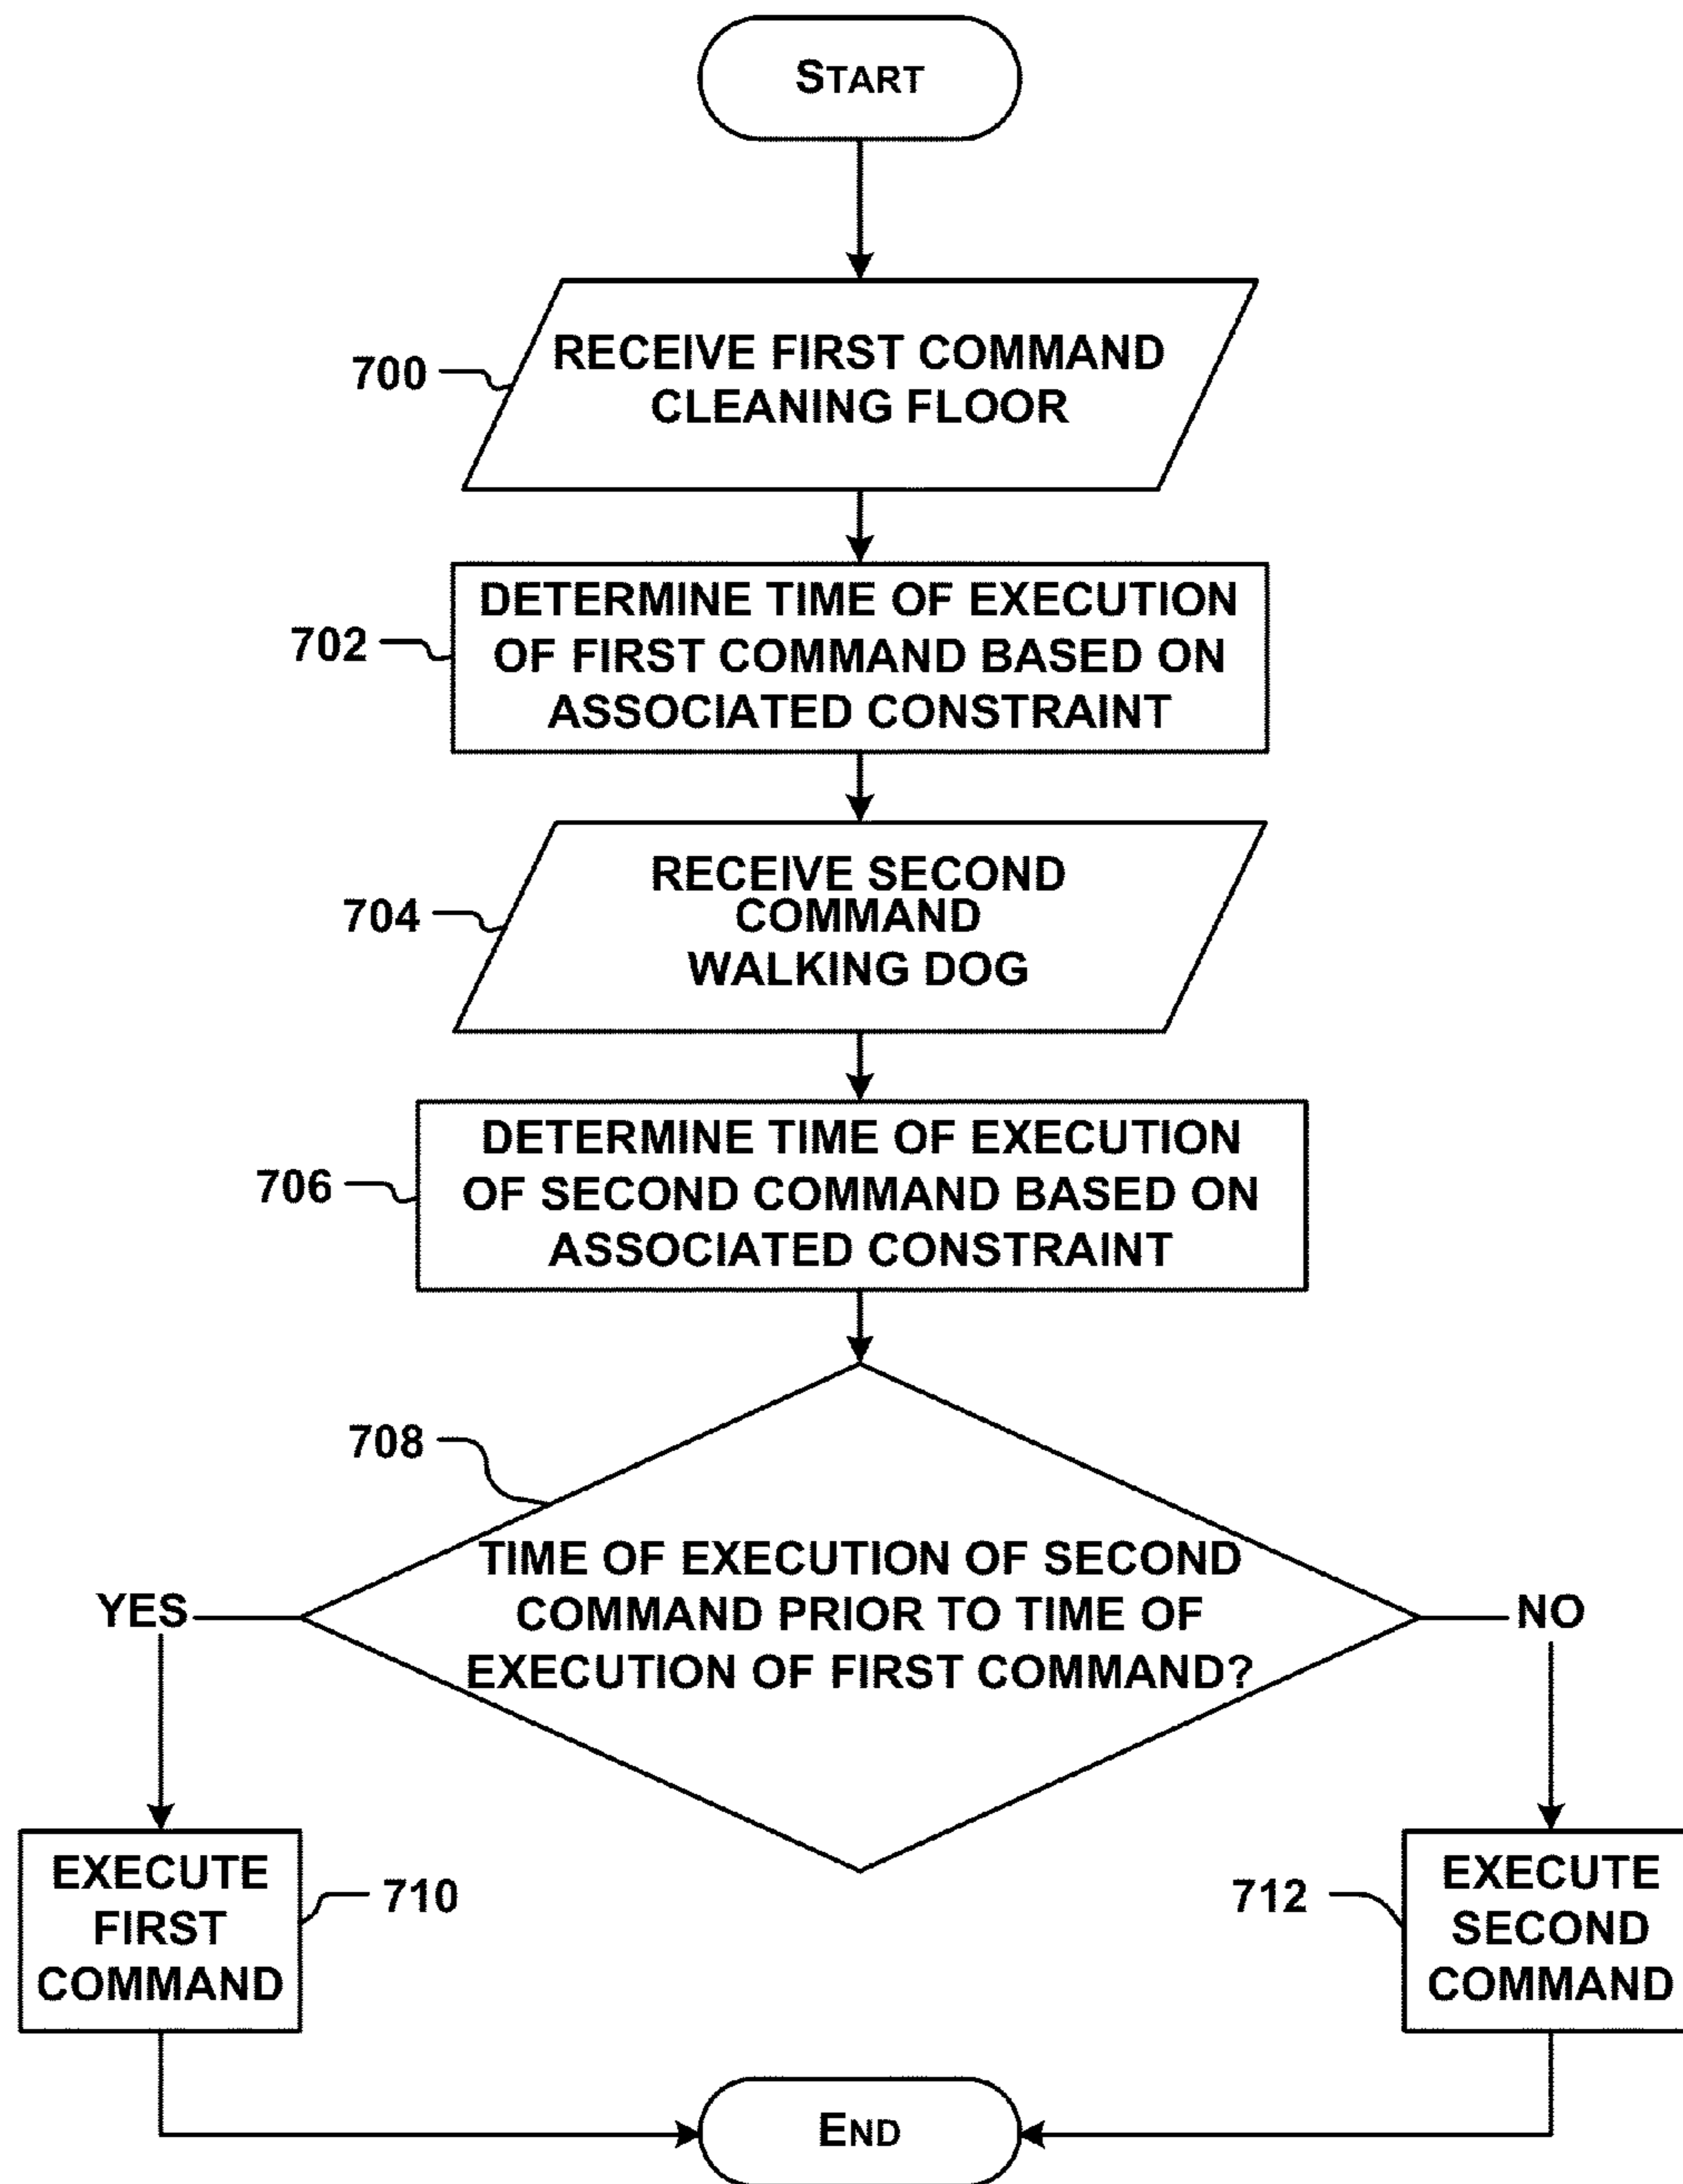 START
700
RECEIVE FIRST COMMAND
CLEANING FLOOR
702
DETERMINE TIME OF EXECUTION
OF FIRST COMMAND BASED ON
ASSOCIATED CONSTRAINT
704
RECEIVE SECOND
COMMAND
WALKING DOG
706
DETERMINE TIME OF EXECUTION
OF SECOND COMMAND BASED ON
ASSOCIATED CONSTRAINT
708
TIME OF EXECUTION OF SECOND
COMMAND PRIOR TO TIME OF
EXECUTION OF FIRST COMMAND?
YES
NO
EXECUTE
FIRST
COMMAND
710
712
EXECUTE
SECOND
COMMAND
END